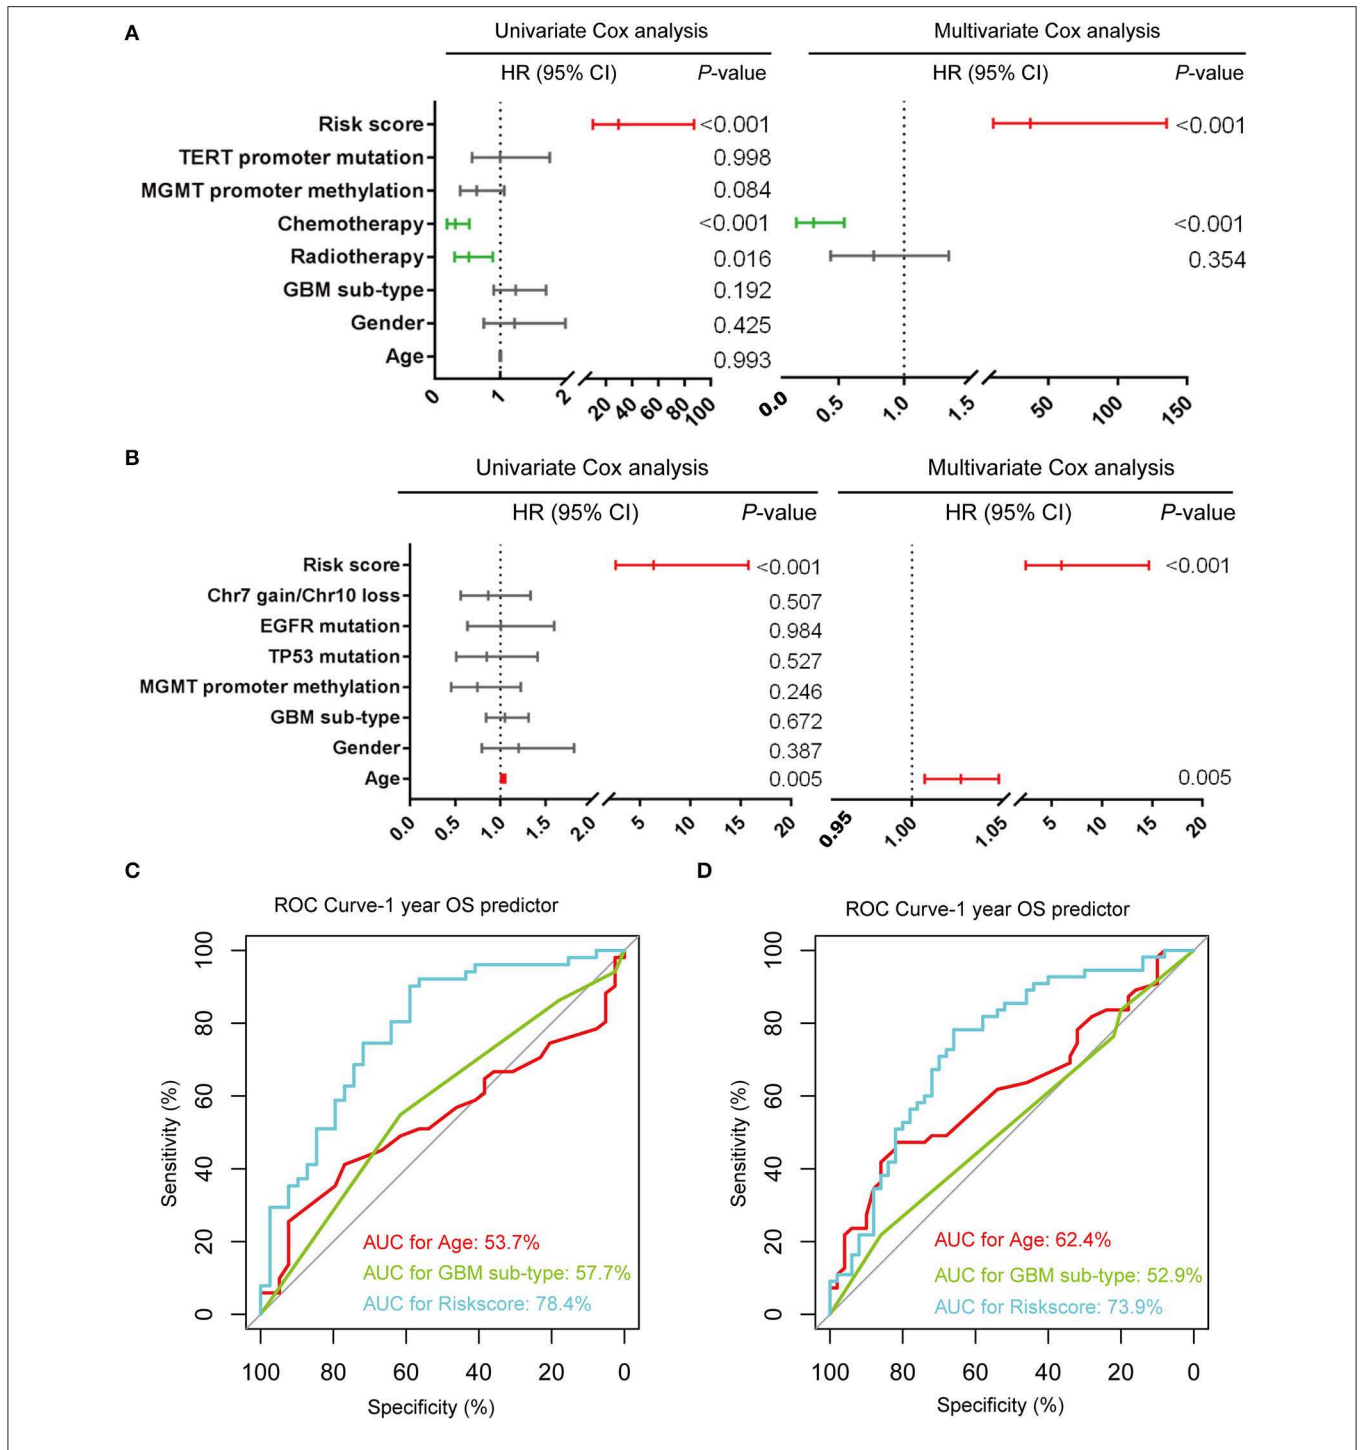 A
Univariate Cox analysis
Multivariate Cox analysis
HR (95% CI)
P-value
HR (95% CI)
P-value
Risk score
<0.001
<0.001
TERT promoter mutation
0.998
MGMT promoter methylation
0.084
Chemotherapy
<0.001
<0.001
Radiotherapy
0.016
0.354
GBM sub-type
0.192
Gender
0.425
Age
0.993
0 1 2 20 40 60 80 100
0.0 0.5 1.0 1.5 50 100 150
B
Univariate Cox analysis
Multivariate Cox analysis
HR (95% CI)
P-value
HR (95% CI)
P-value
Risk score
<0.001
<0.001
Chr7 gain/Chr10 loss
0.507
EGFR mutation
0.984
TP53 mutation
0.527
MGMT promoter methylation
0.246
GBM sub-type
0.672
Gender
0.387
Age
0.005
0.005
0.0 0.5 1.0 1.5 2.0 5 10 15 20
0.95 1.00 1.05 5 10 15 20
C
ROC Curve-1 year OS predictor
Sensitivity (%)
100
80
60
40
20
0
AUC for Age: 53.7%
AUC for GBM sub-type: 57.7%
AUC for Riskscore: 78.4%
100 80 60 40 20 0
Specificity (%)
D
ROC Curve-1 year OS predictor
Sensitivity (%)
100
80
60
40
20
0
AUC for Age: 62.4%
AUC for GBM sub-type: 52.9%
AUC for Riskscore: 73.9%
100 80 60 40 20 0
Specificity (%)